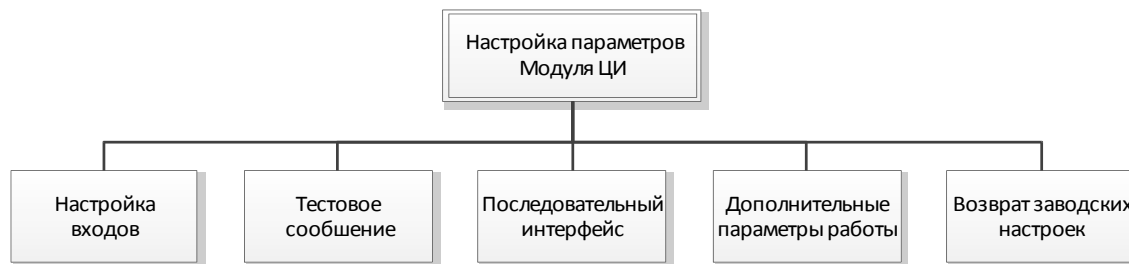 Настройка параметров
Модуля ЦИ
Настройка
входов
Тестовое
сообшение
Последовательный
интерфейс
Дополнительные
параметры работы
Возврат заводских
настроек